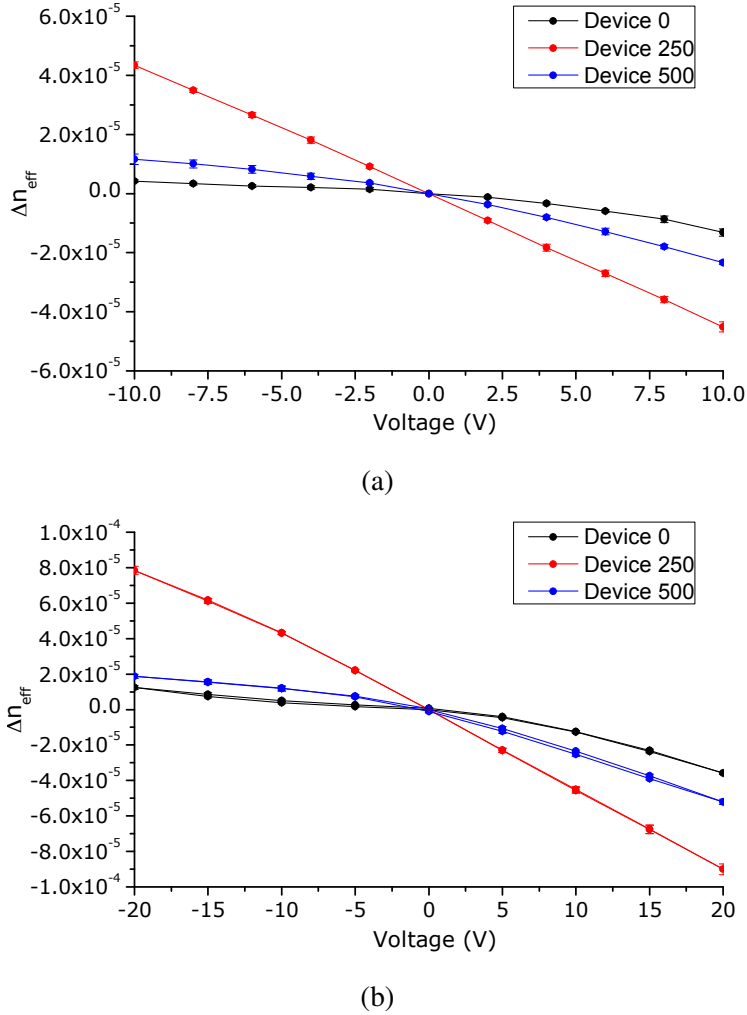 6.0x10⁻⁵
4.0x10⁻⁵
2.0x10⁻⁵
0.0
-2.0x10⁻⁵
-4.0x10⁻⁵
-6.0x10⁻⁵
Δn_eff
Device 0
Device 250
Device 500
-10.0 -7.5 -5.0 -2.5 0.0 2.5 5.0 7.5 10.0
Voltage (V)
(a)
1.0x10⁻⁴
8.0x10⁻⁵
6.0x10⁻⁵
4.0x10⁻⁵
2.0x10⁻⁵
0.0
-2.0x10⁻⁵
-4.0x10⁻⁵
-6.0x10⁻⁵
-8.0x10⁻⁵
-1.0x10⁻⁴
Δn_eff
Device 0
Device 250
Device 500
-20 -15 -10 -5 0 5 10 15 20
Voltage (V)
(b)